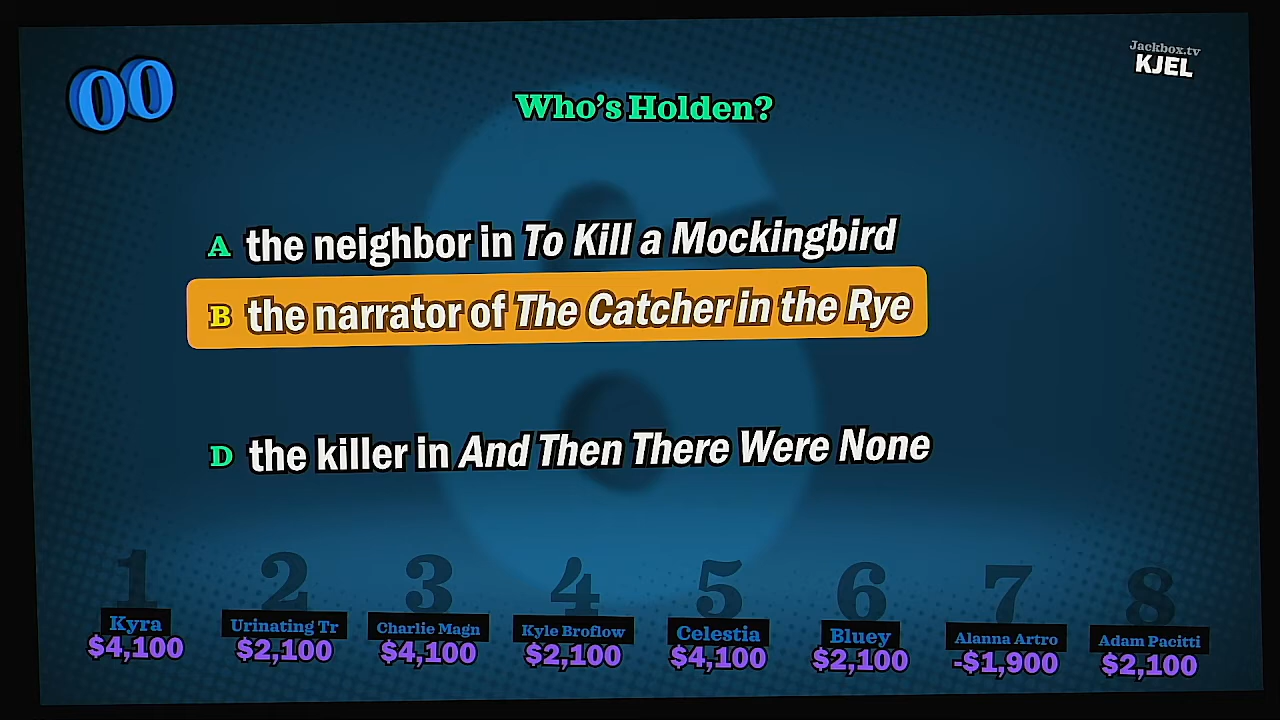 00
Jackbox.tv
KJEL
Who's Holden?
A the neighbor in To Kill a Mockingbird
B the narrator of The Catcher in the Rye
D the killer in And Then There Were None
1 2 3 4 5 6 7 8
Kyra Urinating Tr Charlie Magn Kyle Broflow Celestia Bluey Alanna Artro Adam Pacitti
$4,100 $2,100 $4,100 $2,100 $4,100 $2,100 -$1,900 $2,100